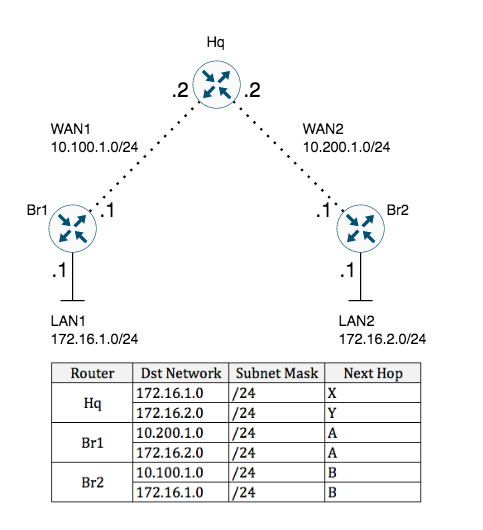 Hq
.2 .2
WAN1
10.100.1.0/24
WAN2
10.200.1.0/24
Br1 .1
.1 Br2
.1
.1
LAN1
172.16.1.0/24
LAN2
172.16.2.0/24
Router Dst Network Subnet Mask Next Hop
Hq 172.16.1.0 /24 X
172.16.2.0 /24 Y
Br1 10.200.1.0 /24 A
172.16.2.0 /24 A
Br2 10.100.1.0 /24 B
172.16.1.0 /24 B